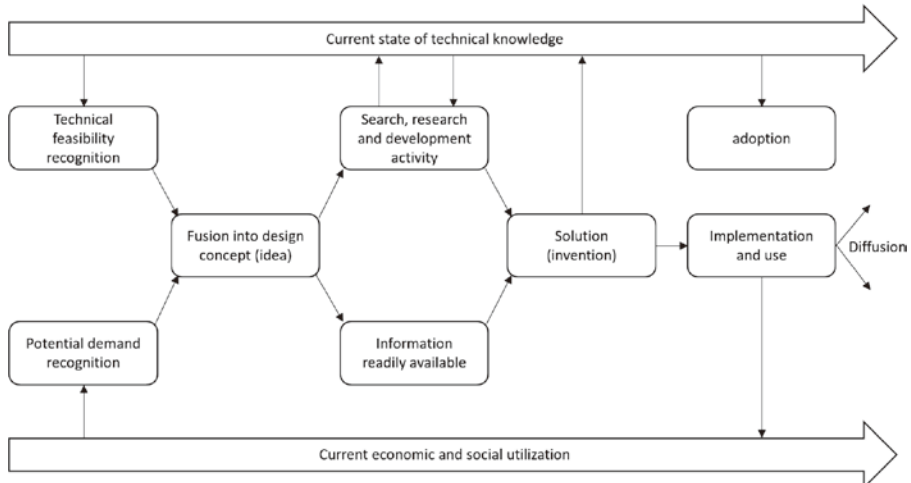 Current state of technical knowledge
Technical
feasibility
recognition
Search, research
and development
activity
adoption
Fusion into design
concept (idea)
Solution
(invention)
Implementation
and use
Diffusion
Potential demand
recognition
Information
readily available
Current economic and social utilization